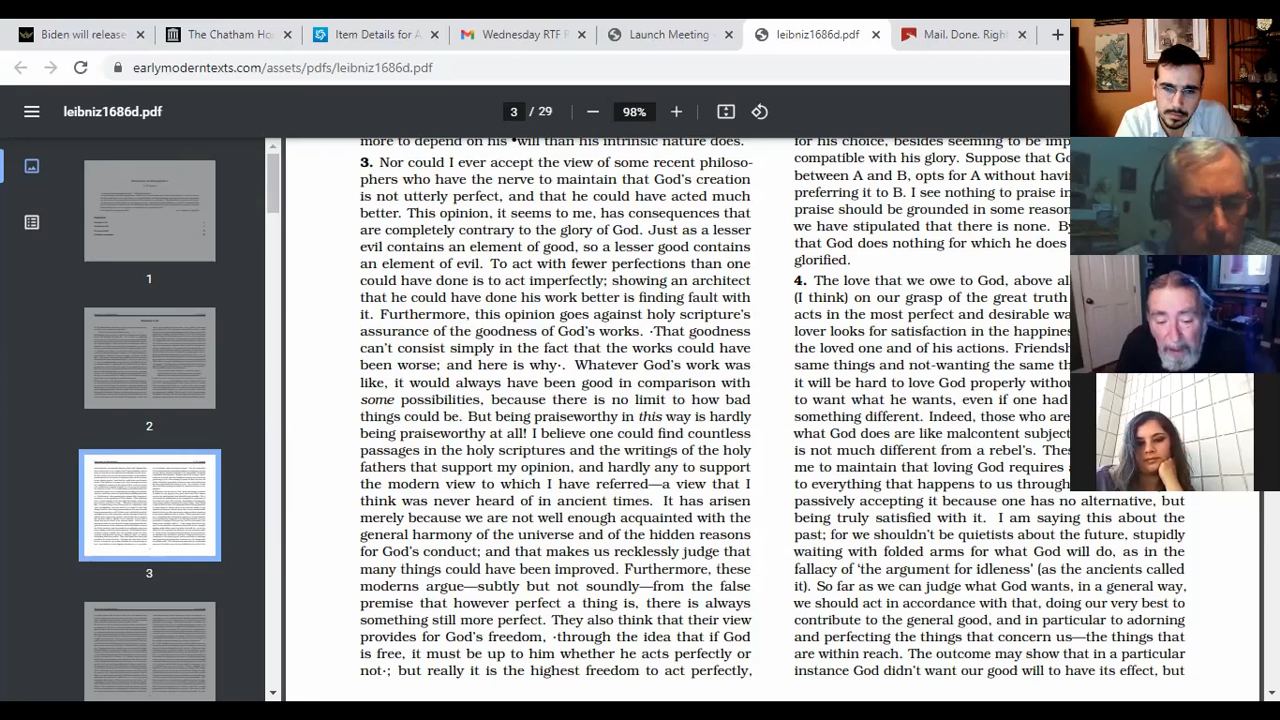 Biden will release
The Chatham Ho
Item Details for A
Wednesday RTF
Launch Meeting -
leibniz1686d.pdf
Mail. Done. Righ
earlymoderntexts.com/assets/pdfs/leibniz1686d.pdf
leibniz1686d.pdf
3 / 29
98%
1
2
3
more to depend on his •will than his intrinsic nature does.
3. Nor could I ever accept the view of some recent philoso-
phers who have the nerve to maintain that God's creation
is not utterly perfect, and that he could have acted much
better. This opinion, it seems to me, has consequences that
are completely contrary to the glory of God. Just as a lesser
evil contains an element of good, so a lesser good contains
an element of evil. To act with fewer perfections than one
could have done is to act imperfectly; showing an architect
that he could have done his work better is finding fault with
it. Furthermore, this opinion goes against holy scripture's
assurance of the goodness of God's works. ·That goodness
can't consist simply in the fact that the works could have
been worse; and here is why·. Whatever God's work was
like, it would always have been good in comparison with
some possibilities, because there is no limit to how bad
things could be. But being praiseworthy in this way is hardly
being praiseworthy at all! I believe one could find countless
passages in the holy scriptures and the writings of the holy
fathers that support my opinion, and hardly any to support
the modern view to which I have referred—a view that I
think was never heard of in ancient times. It has arisen
merely because we are not well enough acquainted with the
general harmony of the universe and of the hidden reasons
for God's conduct; and that makes us recklessly judge that
many things could have been improved. Furthermore, these
moderns argue—subtly but not soundly—from the false
premise that however perfect a thing is, there is always
something still more perfect. They also think that their view
provides for God's freedom, ·through the idea that if God
is free, it must be up to him whether he acts perfectly or
not·; but really it is the highest freedom to act perfectly,
for his choice, besides seeming to be imp
compatible with his glory. Suppose that Go
between A and B, opts for A without havi
preferring it to B. I see nothing to praise in
praise should be grounded in some reason
we have stipulated that there is none. By
that God does nothing for which he does
glorified.
4. The love that we owe to God, above al
(I think) on our grasp of the great truth
acts in the most perfect and desirable wa
lover looks for satisfaction in the happines
the loved one and of his actions. Friendsh
same things and not-wanting the same th
it will be hard to love God properly withou
to want what he wants, even if one had
something different. Indeed, those who are
what God does are like malcontent subject
is not much different from a rebel's. Thes
me to maintain that loving God requires a
to everything that happens to us through
passively accepting it because one has no alternative, but
being truly satisfied with it. I am saying this about the
past; for we shouldn't be quietists about the future, stupidly
waiting with folded arms for what God will do, as in the
fallacy of 'the argument for idleness' (as the ancients called
it). So far as we can judge what God wants, in a general way,
we should act in accordance with that, doing our very best to
contribute to the general good, and in particular to adorning
and perfecting the things that concern us—the things that
are within reach. The outcome may show that in a particular
instance God didn't want our good will to have its effect, but